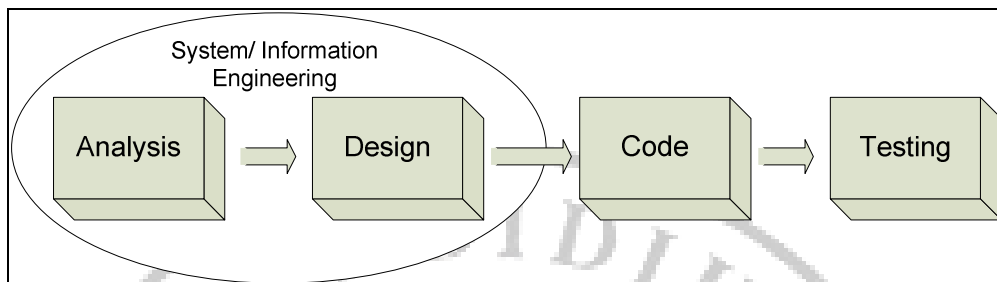 System/ Information
Engineering
Analysis
Design
Code
Testing